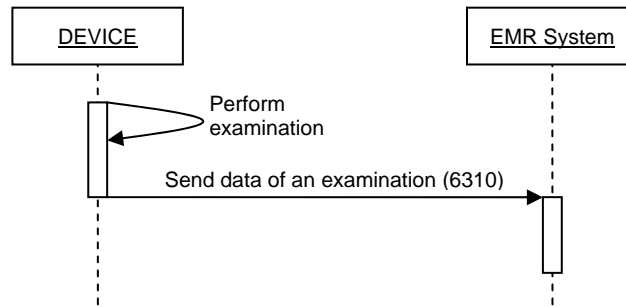 DEVICE
EMR System
Perform
examination
Send data of an examination (6310)